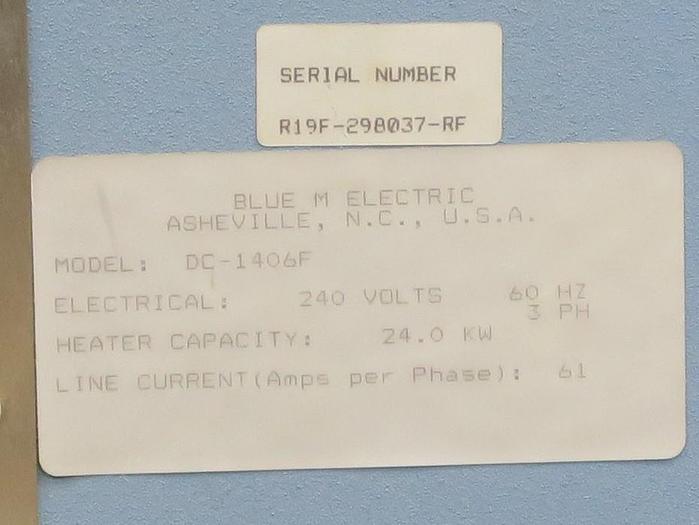 SERIAL NUMBER
R19F-298037-RF
BLUE M ELECTRIC
ASHEVILLE, N.C., U.S.A.
MODEL: DC-1406F
ELECTRICAL: 240 VOLTS 60 HZ
3 PH
HEATER CAPACITY: 24.0 KW
LINE CURRENT(Amps per Phase): 61